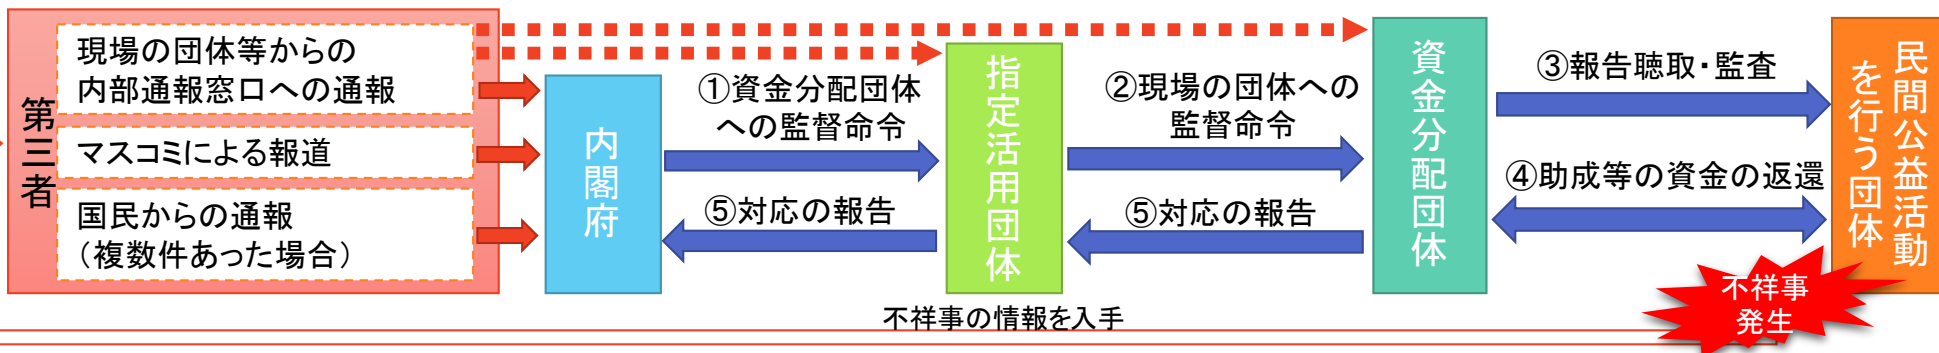 第三者
現場の団体等からの
内部通報窓口への通報
マスコミによる報道
国民からの通報
（複数件あった場合）
内閣府
①資金分配団体
への監督命令
⑤対応の報告
指定活用団体
②現場の団体への
監督命令
⑤対応の報告
資金分配団体
③報告聴取・監査
④助成等の資金の返還
民間公益活動
を行う団体
不祥事
発生
不祥事の情報を入手